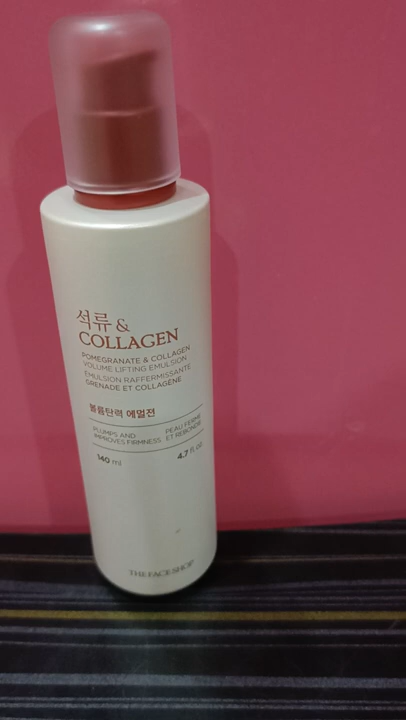 석류 &
COLLAGEN
POMEGRANATE & COLLAGEN
VOLUME LIFTING EMULSION
EMULSION RAFFERMISSANTE
GRENADE ET COLLAGÈNE
볼륨탄력 에멀전
PLUMPS AND
IMPROVES FIRMNESS
PEAU FERME
ET REBONDIE
140 ml
4.7 fl oz.
THE FACE SHOP